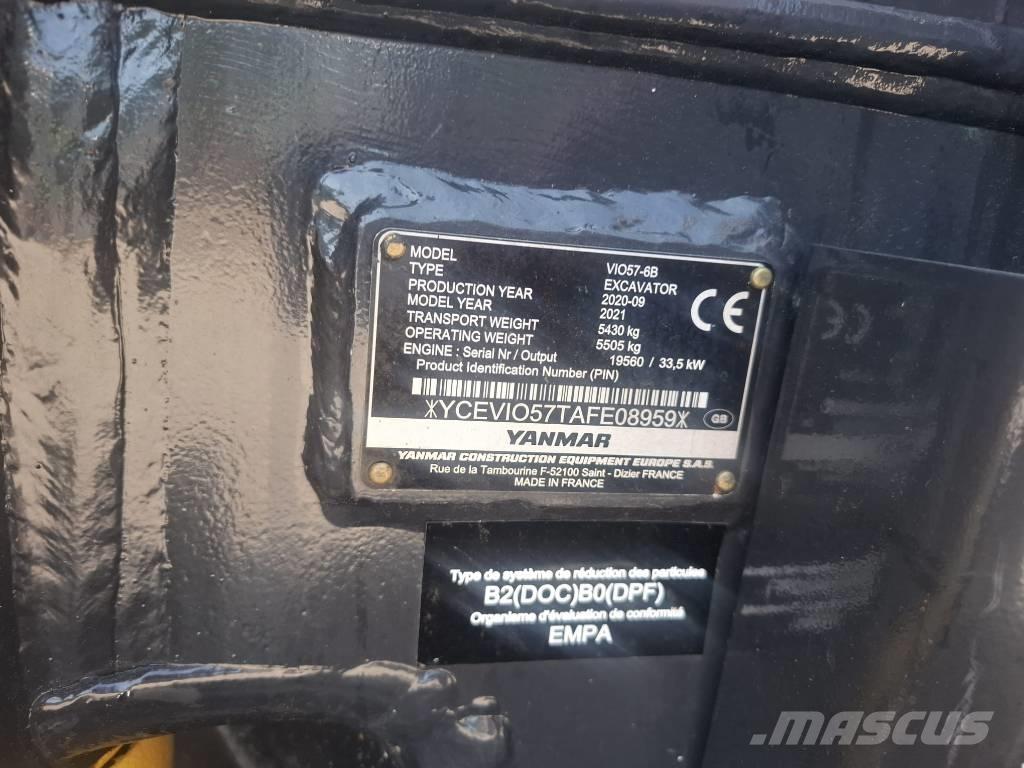 MODEL VIO57-6B
TYPE EXCAVATOR
PRODUCTION YEAR 2020-09
MODEL YEAR 2021
TRANSPORT WEIGHT 5430 kg
OPERATING WEIGHT 5505 kg
ENGINE : Serial Nr / Output 19560 / 33,5 kW
Product Identification Number (PIN)
CE
*YCEVIO57TAFE08959* GB
YANMAR
YANMAR CONSTRUCTION EQUIPMENT EUROPE S.A.S.
Rue de la Tambourine F-52100 Saint - Dizier FRANCE
MADE IN FRANCE
Type de système de réduction des particules
B2(DOC)B0(DPF)
Organisme d'évaluation de conformité
EMPA
MASCUS